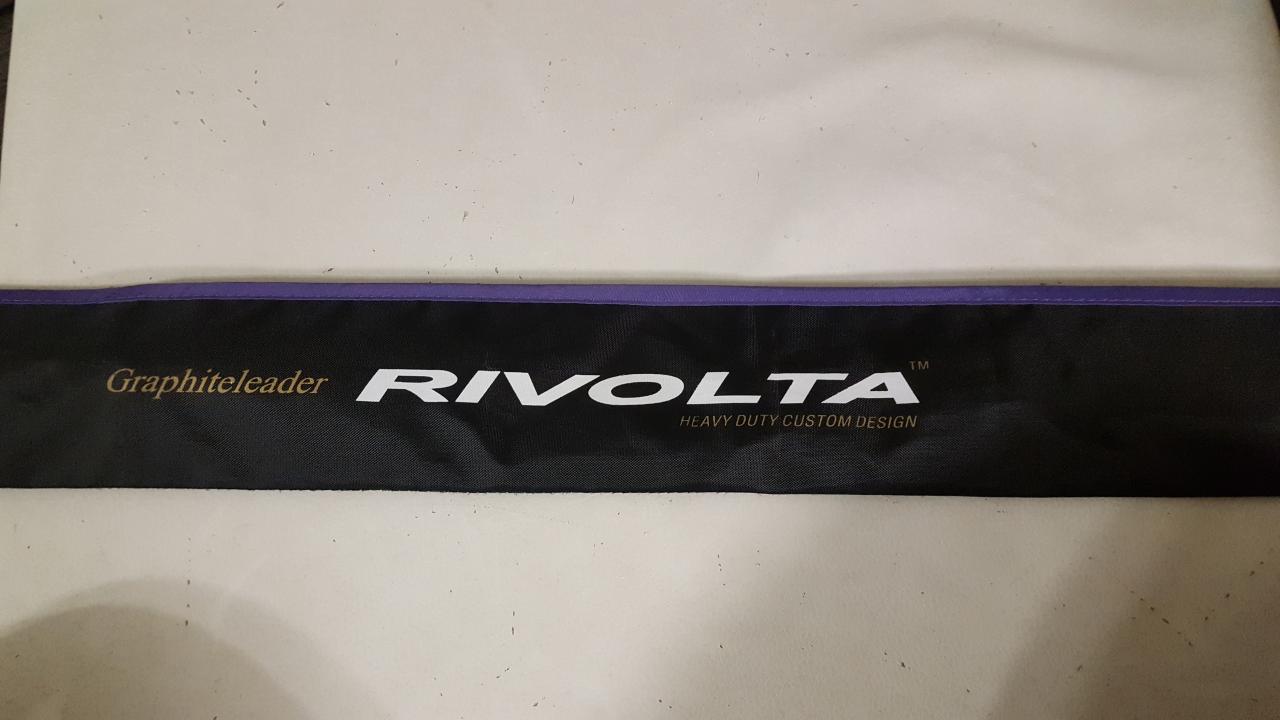 Graphiteleader RIVOLTA™
HEAVY DUTY CUSTOM DESIGN